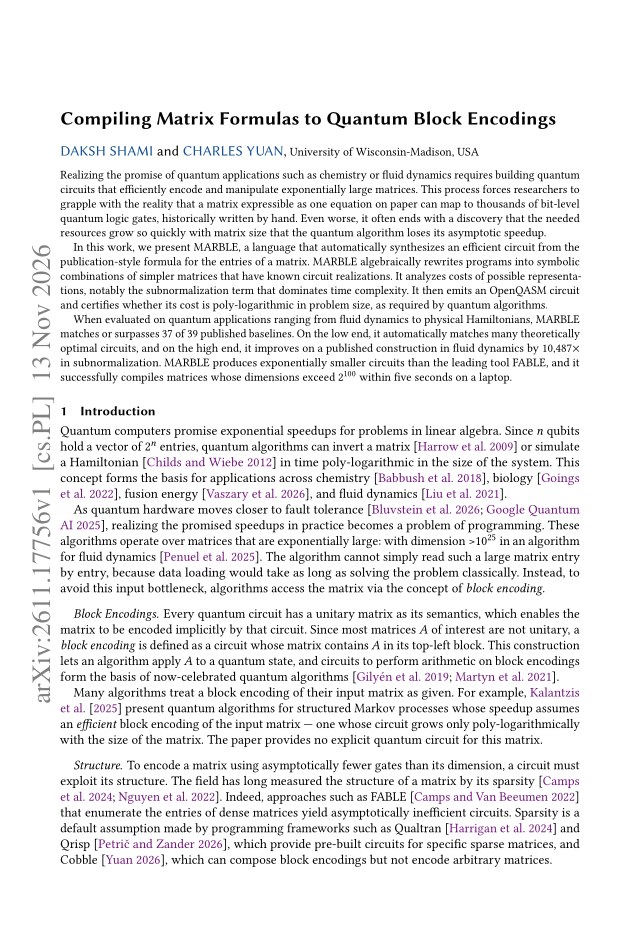 Compiling Matrix Formulas to Quantum Block Encodings
DAKSH SHAMI and CHARLES YUAN, University of Wisconsin-Madison, USA
Realizing the promise of quantum applications such as chemistry or fluid dynamics requires building quantum
circuits that efficiently encode and manipulate exponentially large matrices. This process forces researchers to
grapple with the reality that a matrix expressible as one equation on paper can map to thousands of bit-level
quantum logic gates, historically written by hand. Even worse, it often ends with a discovery that the needed
resources grow so quickly with matrix size that the quantum algorithm loses its asymptotic speedup.
In this work, we present MARBLE, a language that automatically synthesizes an efficient circuit from the
publication-style formula for the entries of a matrix. MARBLE algebraically rewrites programs into symbolic
combinations of simpler matrices that have known circuit realizations. It analyzes costs of possible representa-
tions, notably the subnormalization term that dominates time complexity. It then emits an OpenQASM circuit
and certifies whether its cost is poly-logarithmic in problem size, as required by quantum algorithms.
When evaluated on quantum applications ranging from fluid dynamics to physical Hamiltonians, MARBLE
matches or surpasses 37 of 39 published baselines. On the low end, it automatically matches many theoretically
optimal circuits, and on the high end, it improves on a published construction in fluid dynamics by 10,487×
in subnormalization. MARBLE produces exponentially smaller circuits than the leading tool FABLE, and it
successfully compiles matrices whose dimensions exceed 2^100 within five seconds on a laptop.
1 Introduction
Quantum computers promise exponential speedups for problems in linear algebra. Since n qubits
hold a vector of 2^n entries, quantum algorithms can invert a matrix [Harrow et al. 2009] or simulate
a Hamiltonian [Childs and Wiebe 2012] in time poly-logarithmic in the size of the system. This
concept forms the basis for applications across chemistry [Babbush et al. 2018], biology [Goings
et al. 2022], fusion energy [Vaszary et al. 2026], and fluid dynamics [Liu et al. 2021].
As quantum hardware moves closer to fault tolerance [Bluvstein et al. 2026; Google Quantum
AI 2025], realizing the promised speedups in practice becomes a problem of programming. These
algorithms operate over matrices that are exponentially large: with dimension >10^25 in an algorithm
for fluid dynamics [Penuel et al. 2025]. The algorithm cannot simply read such a large matrix entry
by entry, because data loading would take as long as solving the problem classically. Instead, to
avoid this input bottleneck, algorithms access the matrix via the concept of block encoding.
Block Encodings. Every quantum circuit has a unitary matrix as its semantics, which enables the
matrix to be encoded implicitly by that circuit. Since most matrices A of interest are not unitary, a
block encoding is defined as a circuit whose matrix contains A in its top-left block. This construction
lets an algorithm apply A to a quantum state, and circuits to perform arithmetic on block encodings
form the basis of now-celebrated quantum algorithms [Gilyén et al. 2019; Martyn et al. 2021].
Many algorithms treat a block encoding of their input matrix as given. For example, Kalantzis
et al. [2025] present quantum algorithms for structured Markov processes whose speedup assumes
an efficient block encoding of the input matrix — one whose circuit grows only poly-logarithmically
with the size of the matrix. The paper provides no explicit quantum circuit for this matrix.
Structure. To encode a matrix using asymptotically fewer gates than its dimension, a circuit must
exploit its structure. The field has long measured the structure of a matrix by its sparsity [Camps
et al. 2024; Nguyen et al. 2022]. Indeed, approaches such as FABLE [Camps and Van Beeumen 2022]
that enumerate the entries of dense matrices yield asymptotically inefficient circuits. Sparsity is a
default assumption made by programming frameworks such as Qualtran [Harrigan et al. 2024] and
Qrisp [Petrič and Zander 2026], which provide pre-built circuits for specific sparse matrices, and
Cobble [Yuan 2026], which can compose block encodings but not encode arbitrary matrices.
arXiv:2611.17756v1 [cs.PL] 13 Nov 2026